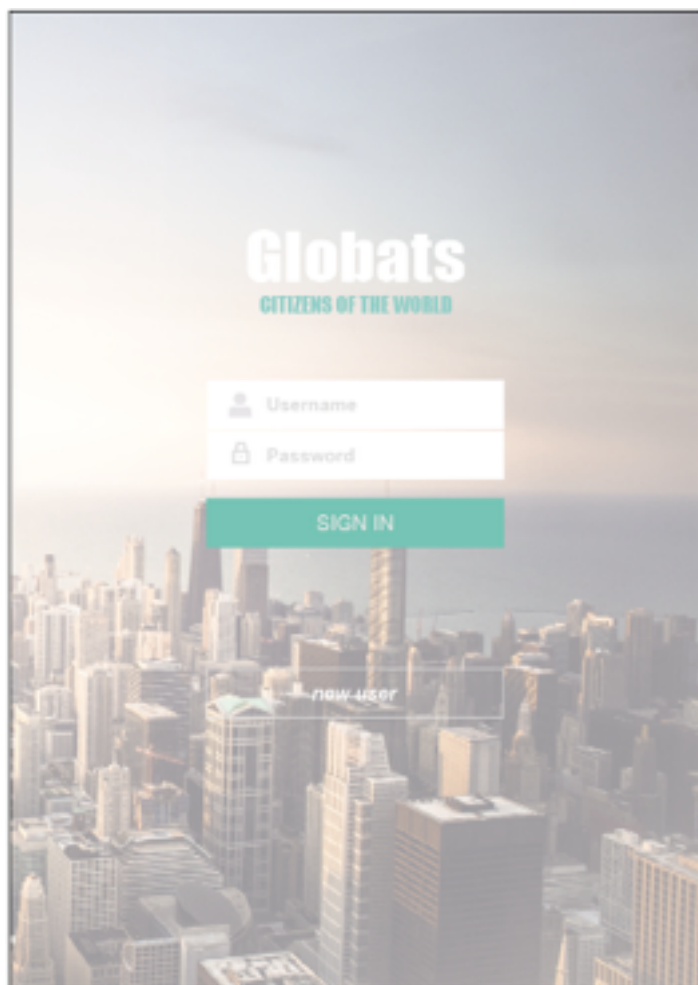 Globats
CITIZENS OF THE WORLD
Username
Password
SIGN IN
new user